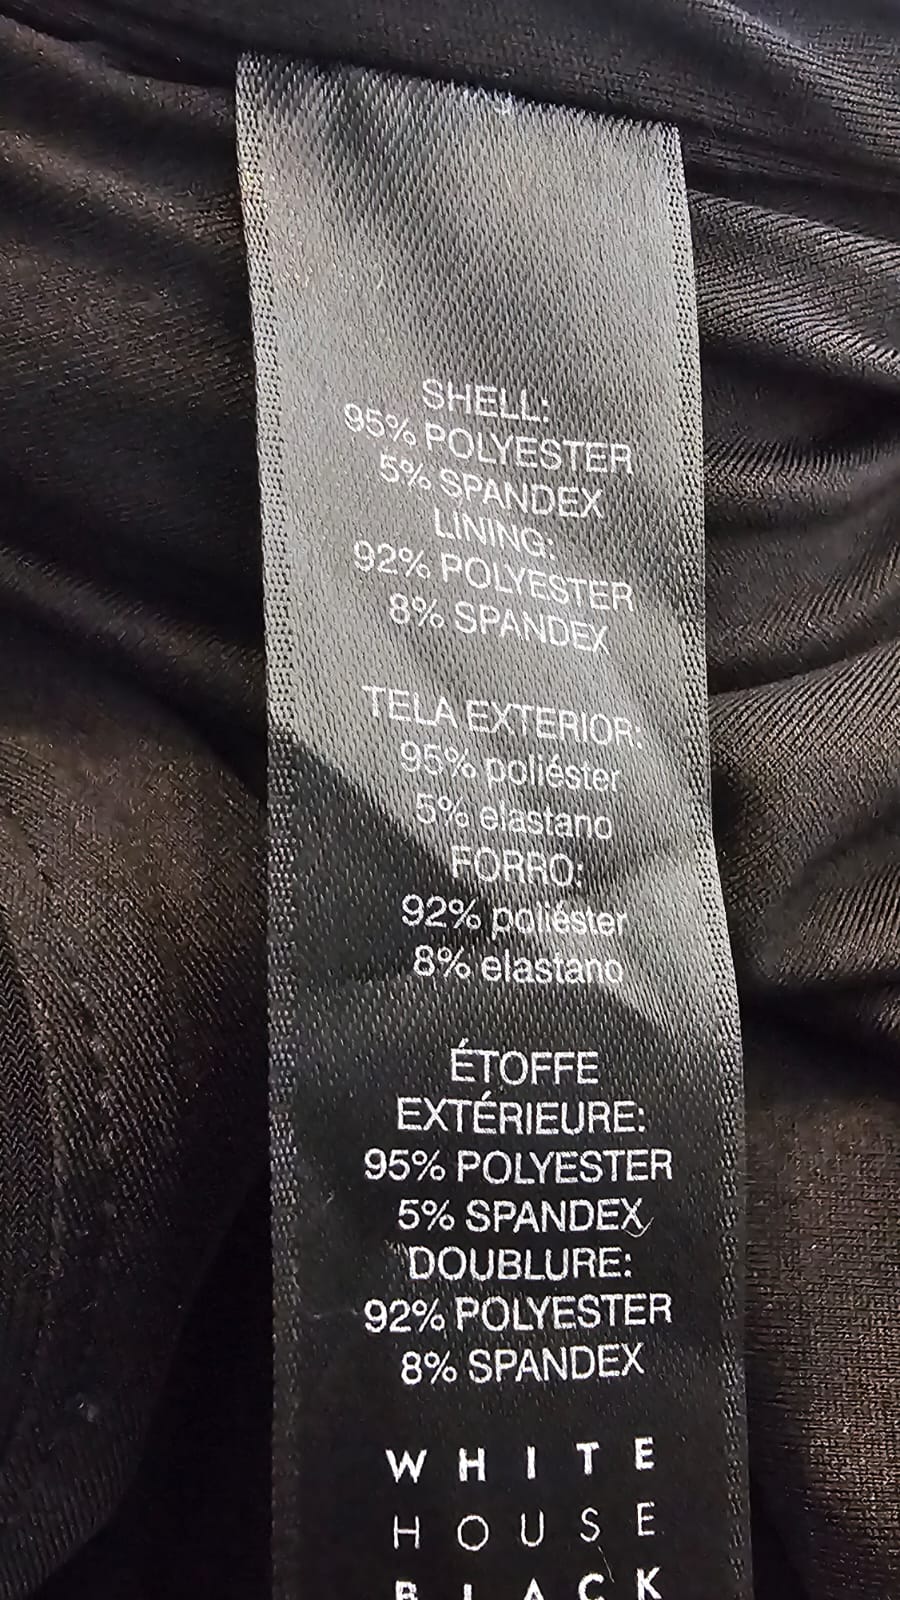 SHELL:
95% POLYESTER
5% SPANDEX
LINING:
92% POLYESTER
8% SPANDEX
TELA EXTERIOR:
95% poliéster
5% elastano
FORRO:
92% poliéster
8% elastano
ÉTOFFE
EXTÉRIEURE:
95% POLYESTER
5% SPANDEX
DOUBLURE:
92% POLYESTER
8% SPANDEX
WHITE
HOUSE
BLACK